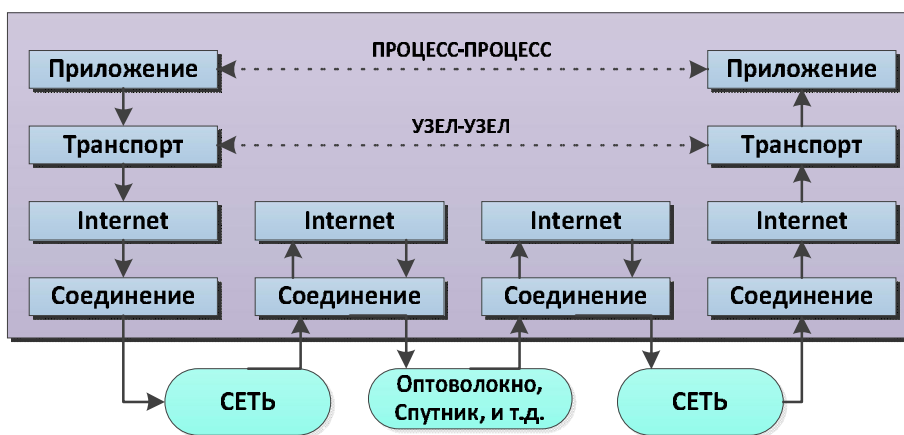 ПРОЦЕСС-ПРОЦЕСС
Приложение
Приложение
УЗЕЛ-УЗЕЛ
Транспорт
Транспорт
Internet
Internet
Internet
Internet
Соединение
Соединение
Соединение
Соединение
СЕТЬ
Оптоволокно,
Спутник, и т.д.
СЕТЬ